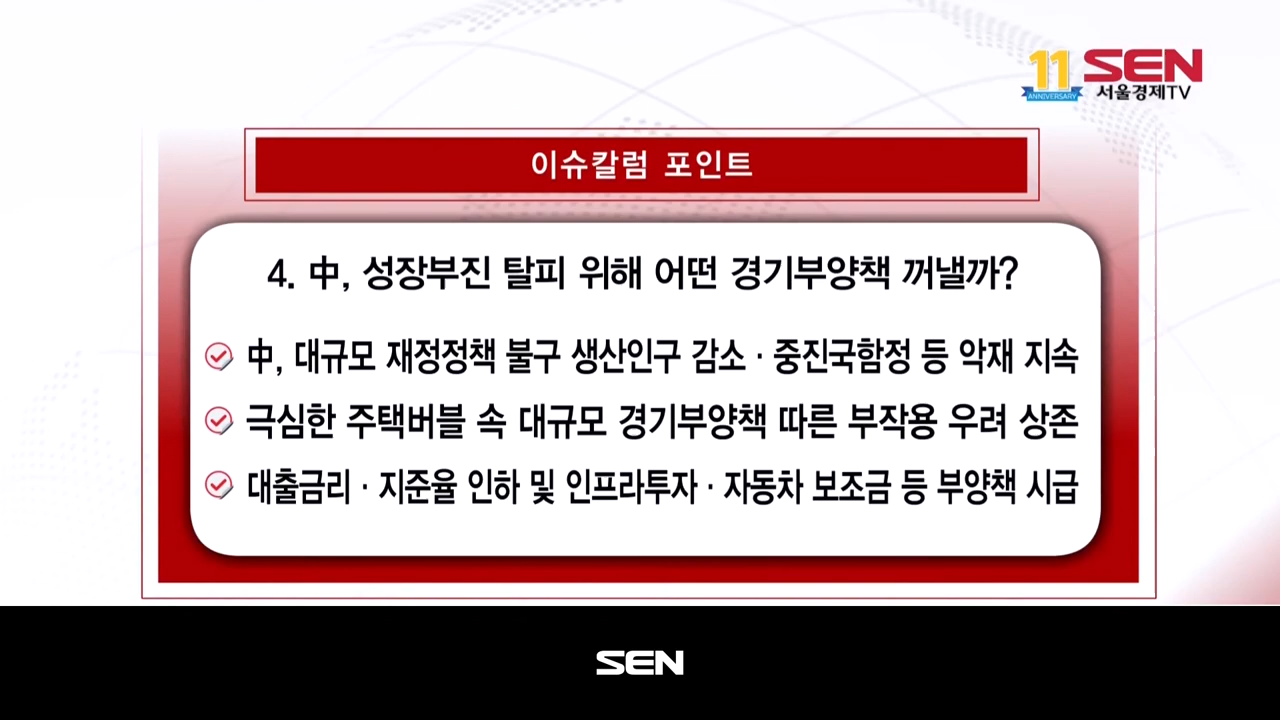 11
ANNIVERSARY
SEN
서울경제TV
이슈칼럼 포인트
4. 中, 성장부진 탈피 위해 어떤 경기부양책 꺼낼까?
中, 대규모 재정정책 불구 생산인구 감소 · 중진국함정 등 악재 지속
극심한 주택버블 속 대규모 경기부양책 따른 부작용 우려 상존
대출금리 · 지준율 인하 및 인프라투자 · 자동차 보조금 등 부양책 시급
SEN